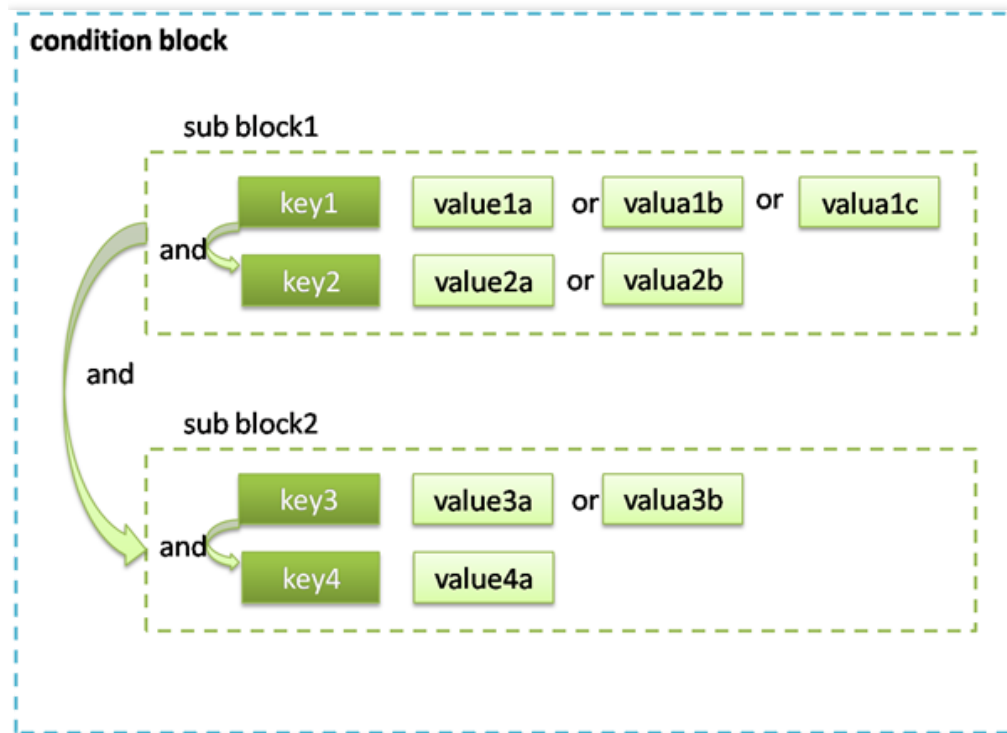 condition block
sub block1
key1 value1a or valua1b or valua1c
and
key2 value2a or valua2b
and
sub block2
key3 value3a or valua3b
and
key4 value4a